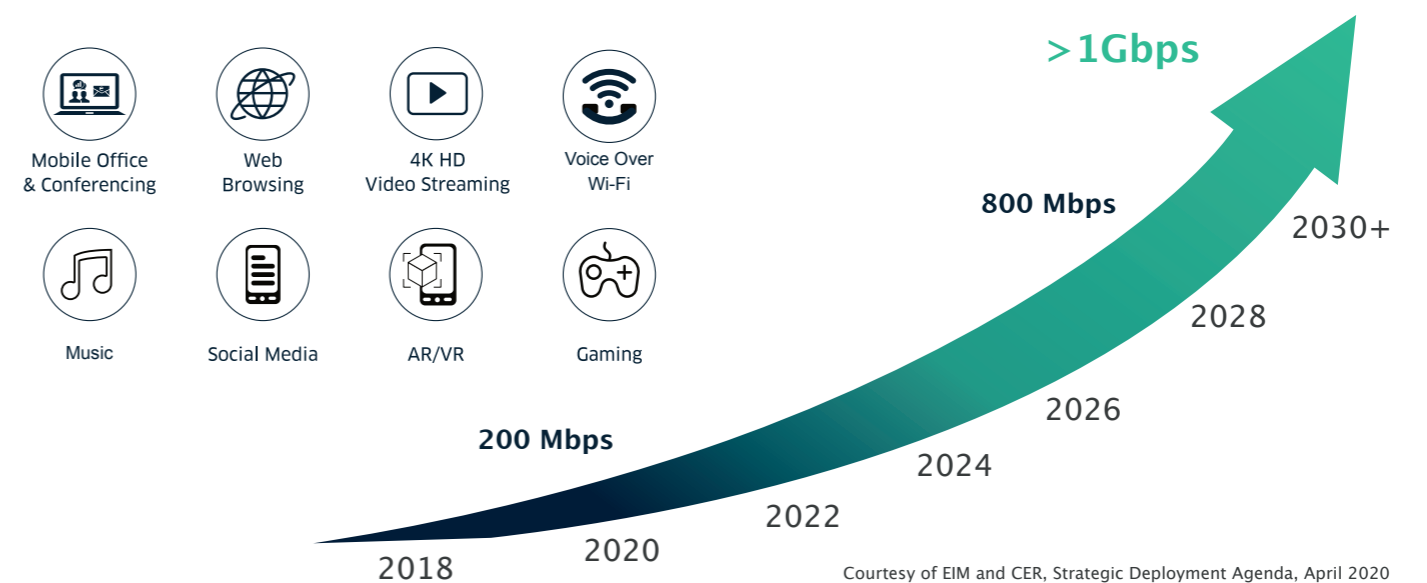 Mobile Office
& Conferencing
Web
Browsing
4K HD
Video Streaming
Voice Over
Wi-Fi
Music
Social Media
AR/VR
Gaming
>1Gbps
800 Mbps
200 Mbps
2018
2020
2022
2024
2026
2028
2030+
Courtesy of EIM and CER, Strategic Deployment Agenda, April 2020